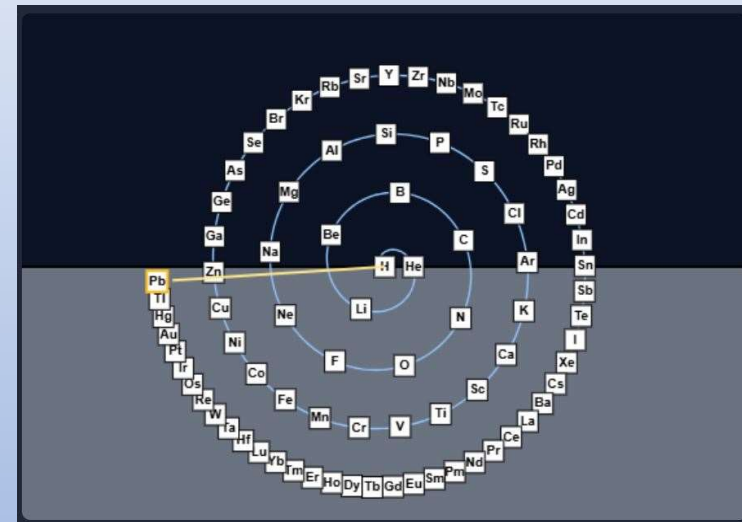 H
He
Li
Be
B
C
N
O
F
Ne
Na
Mg
Al
Si
P
S
Cl
Ar
K
Ca
Sc
Ti
V
Cr
Mn
Fe
Co
Ni
Cu
Zn
Ga
Ge
As
Se
Br
Kr
Rb
Sr
Y
Zr
Nb
Mo
Tc
Ru
Rh
Pd
Ag
Cd
In
Sn
Sb
Te
I
Xe
Cs
Ba
La
Ce
Pr
Nd
Pm
Sm
Eu
Gd
Tb
Dy
Ho
Er
Tm
Yb
Lu
Hf
Ta
W
Re
Os
Ir
Pt
Au
Hg
Tl
Pb